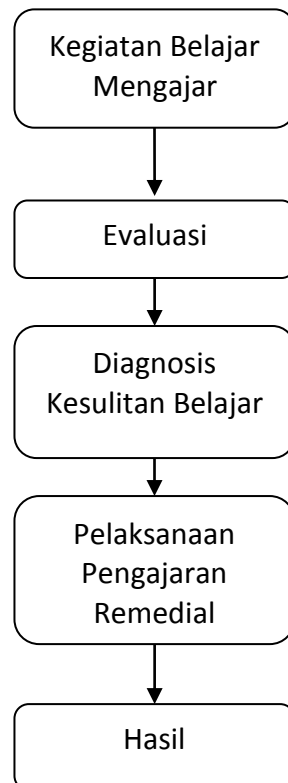 Kegiatan Belajar
Mengajar
Evaluasi
Diagnosis
Kesulitan Belajar
Pelaksanaan
Pengajaran
Remedial
Hasil